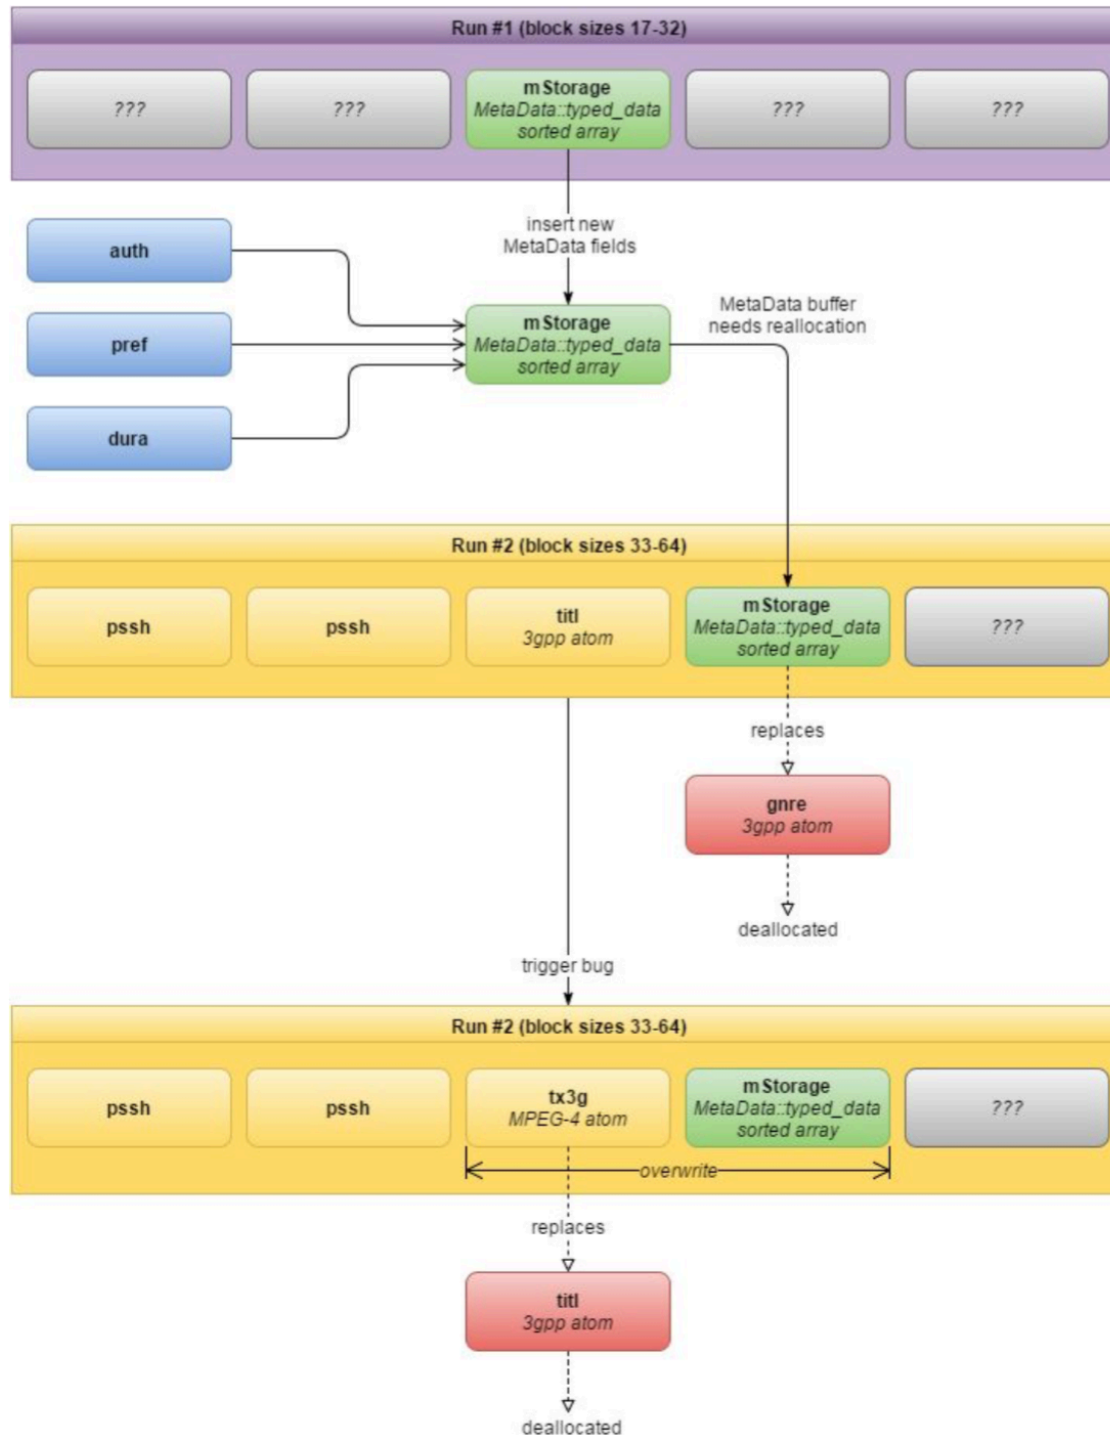 Run #1 (block sizes 17-32)
???
???
mStorage
MetaData::typed_data
sorted array
???
???
insert new
MetaData fields
auth
pref
dura
mStorage
MetaData::typed_data
sorted array
MetaData buffer
needs reallocation
Run #2 (block sizes 33-64)
pssh
pssh
titl
3gpp atom
mStorage
MetaData::typed_data
sorted array
???
replaces
gnre
3gpp atom
deallocated
trigger bug
Run #2 (block sizes 33-64)
pssh
pssh
tx3g
MPEG-4 atom
mStorage
MetaData::typed_data
sorted array
???
overwrite
replaces
titl
3gpp atom
deallocated